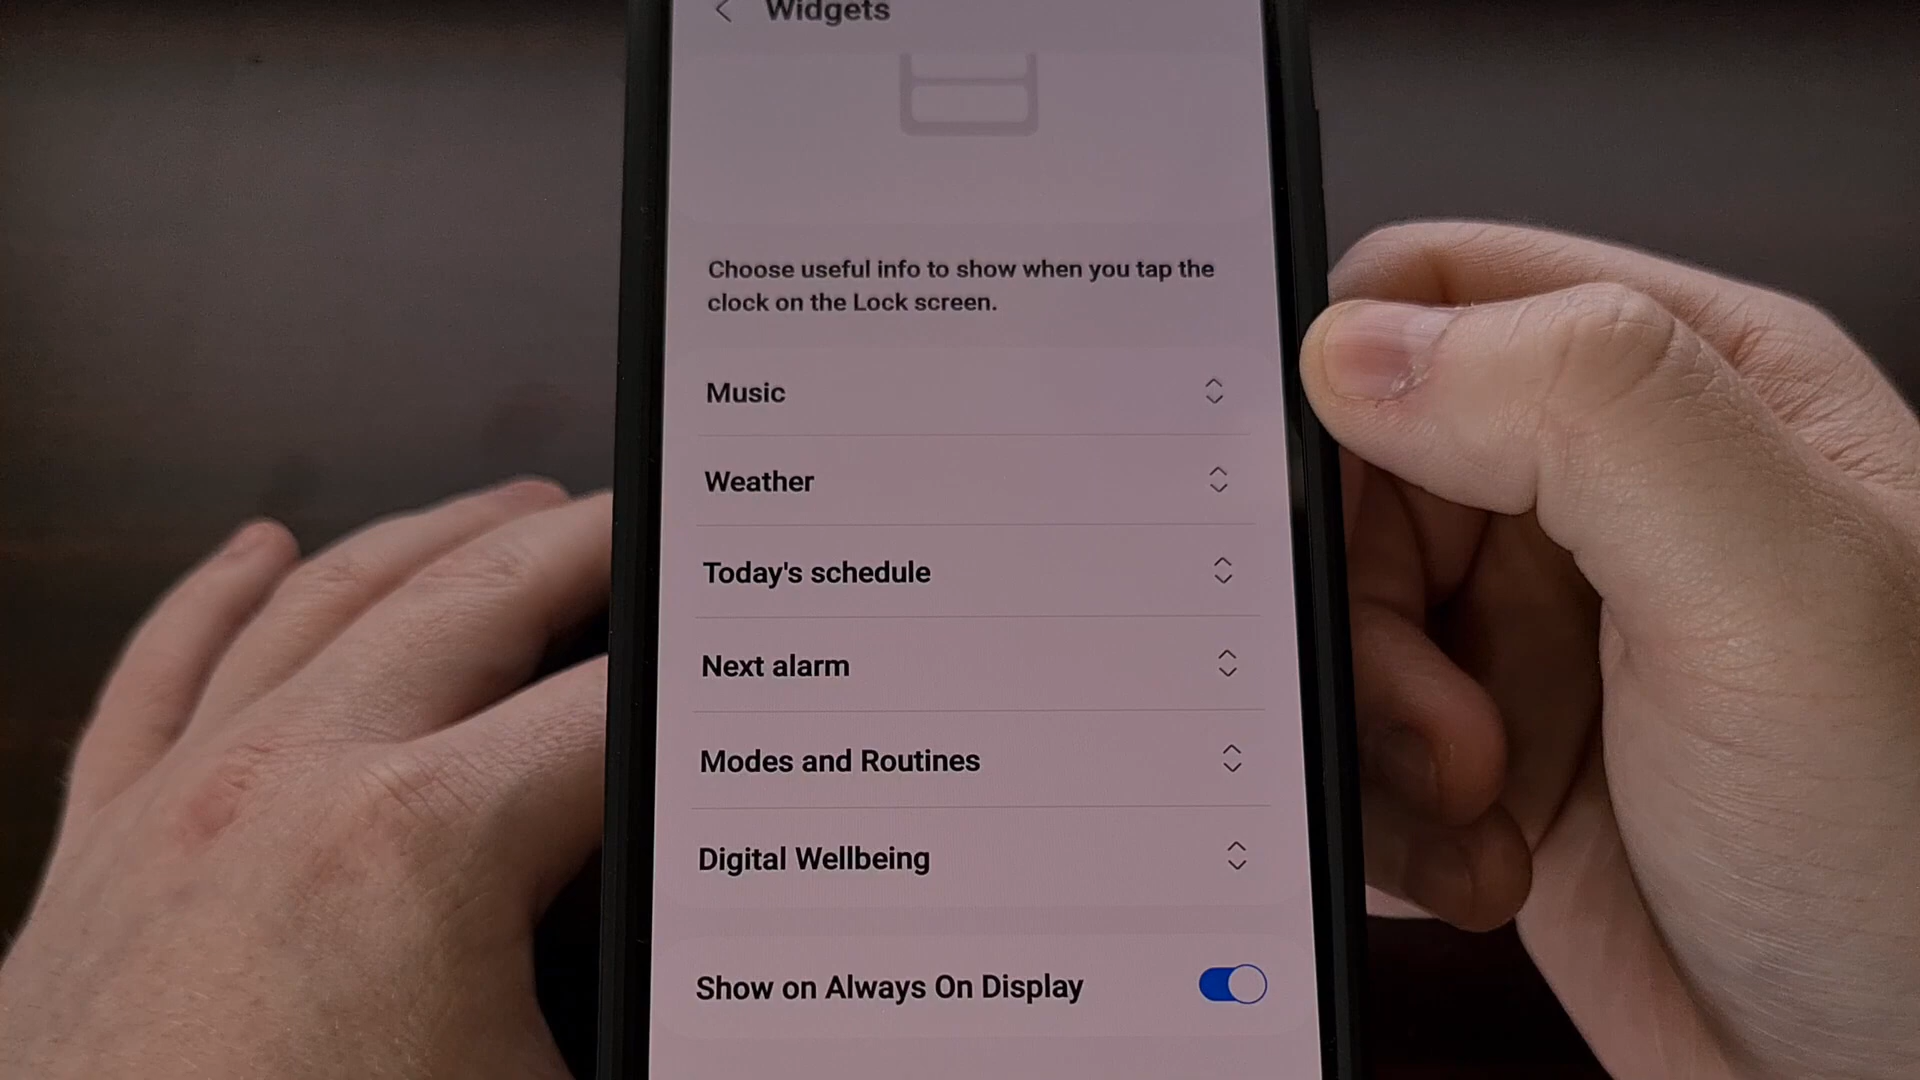 Widgets
Choose useful info to show when you tap the
clock on the Lock screen.
Music
Weather
Today's schedule
Next alarm
Modes and Routines
Digital Wellbeing
Show on Always On Display